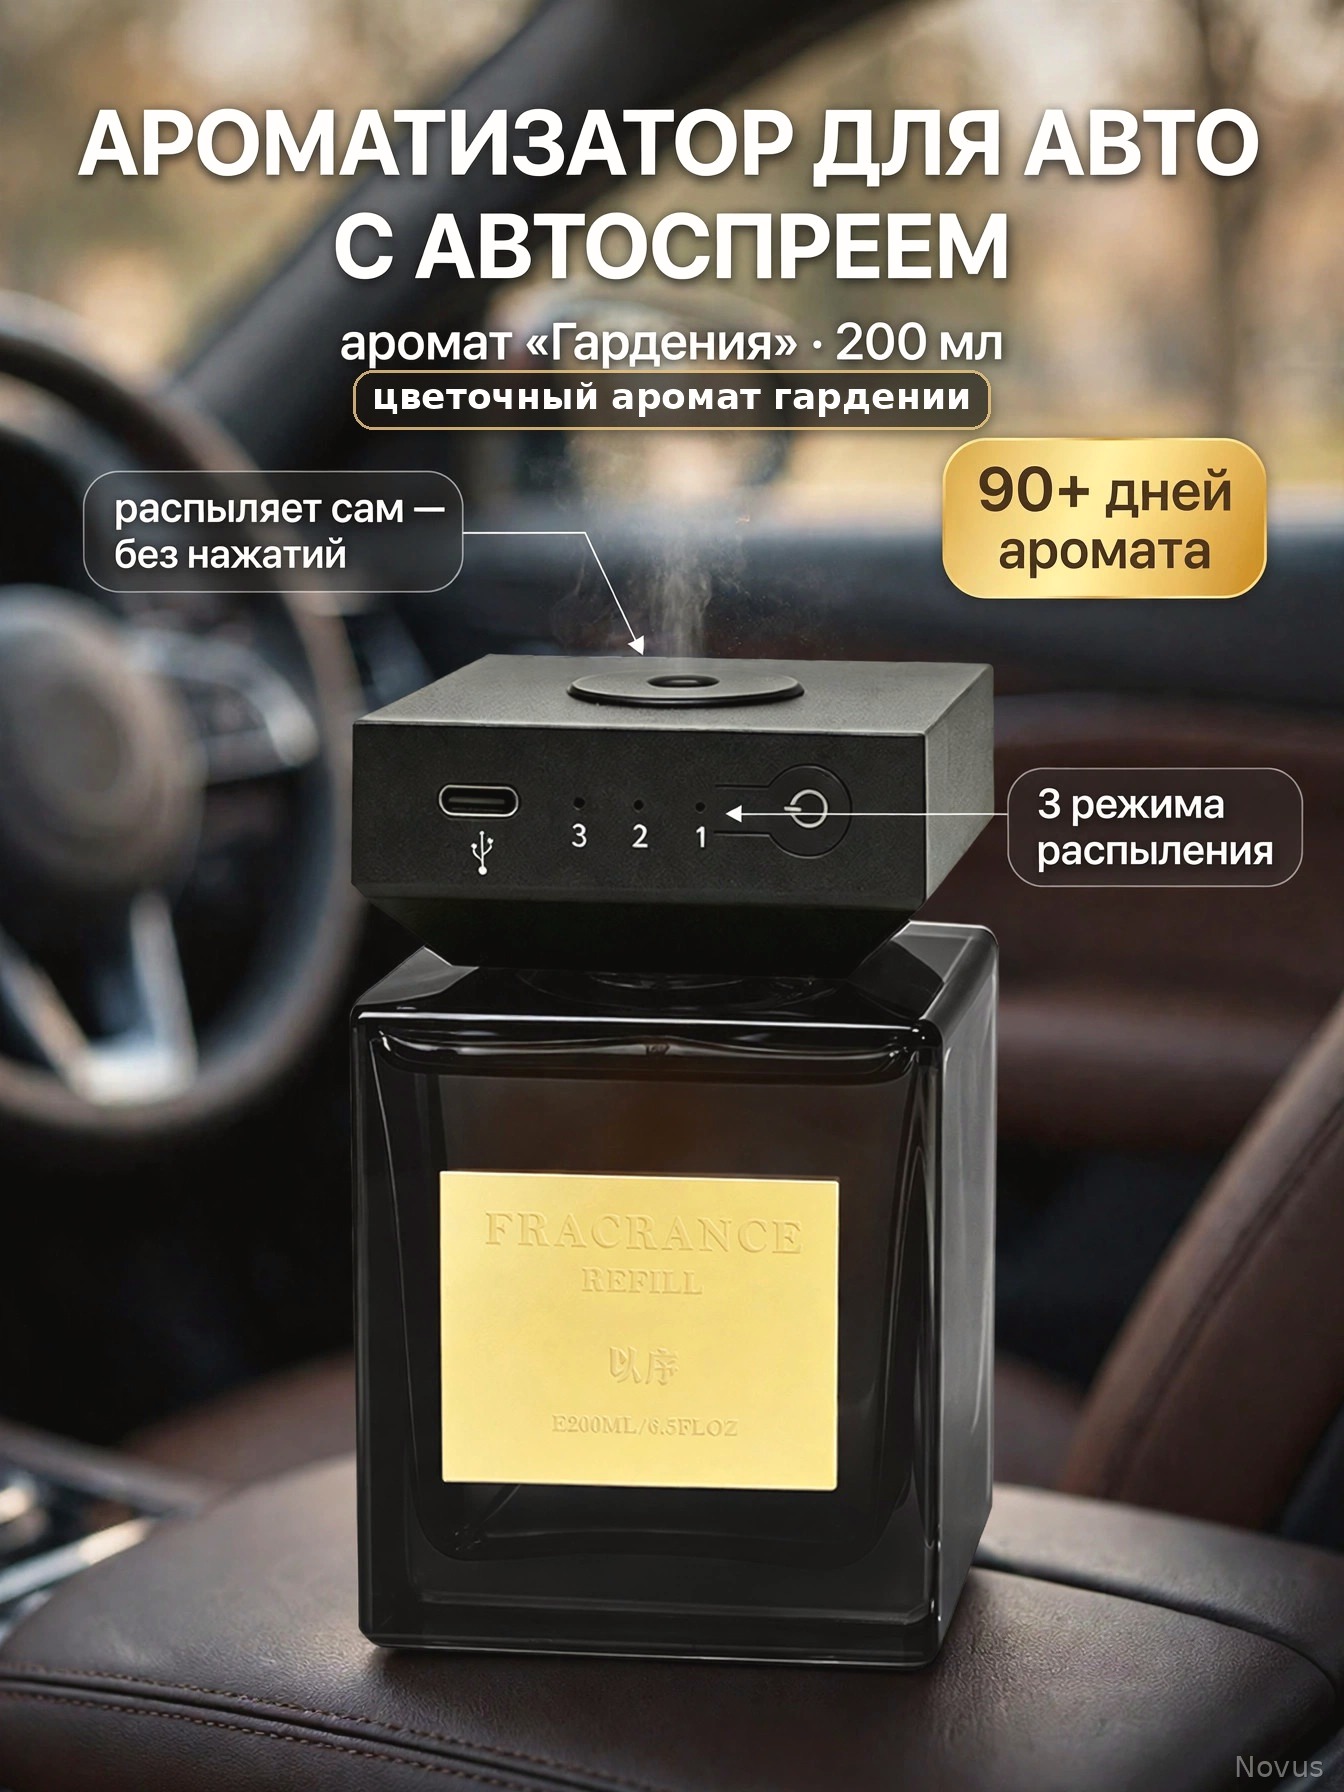 АРОМАТИЗАТОР ДЛЯ АВТО
С АВТОСПРЕЕМ
аромат «Гардения» · 200 мл
цветочный аромат гардении
90+ дней
аромата
распыляет сам —
без нажатий
3 режима
распыления
3 2 1
FRAGRANCE
REFILL
以序
E200ML/6.5FLOZ
Novus